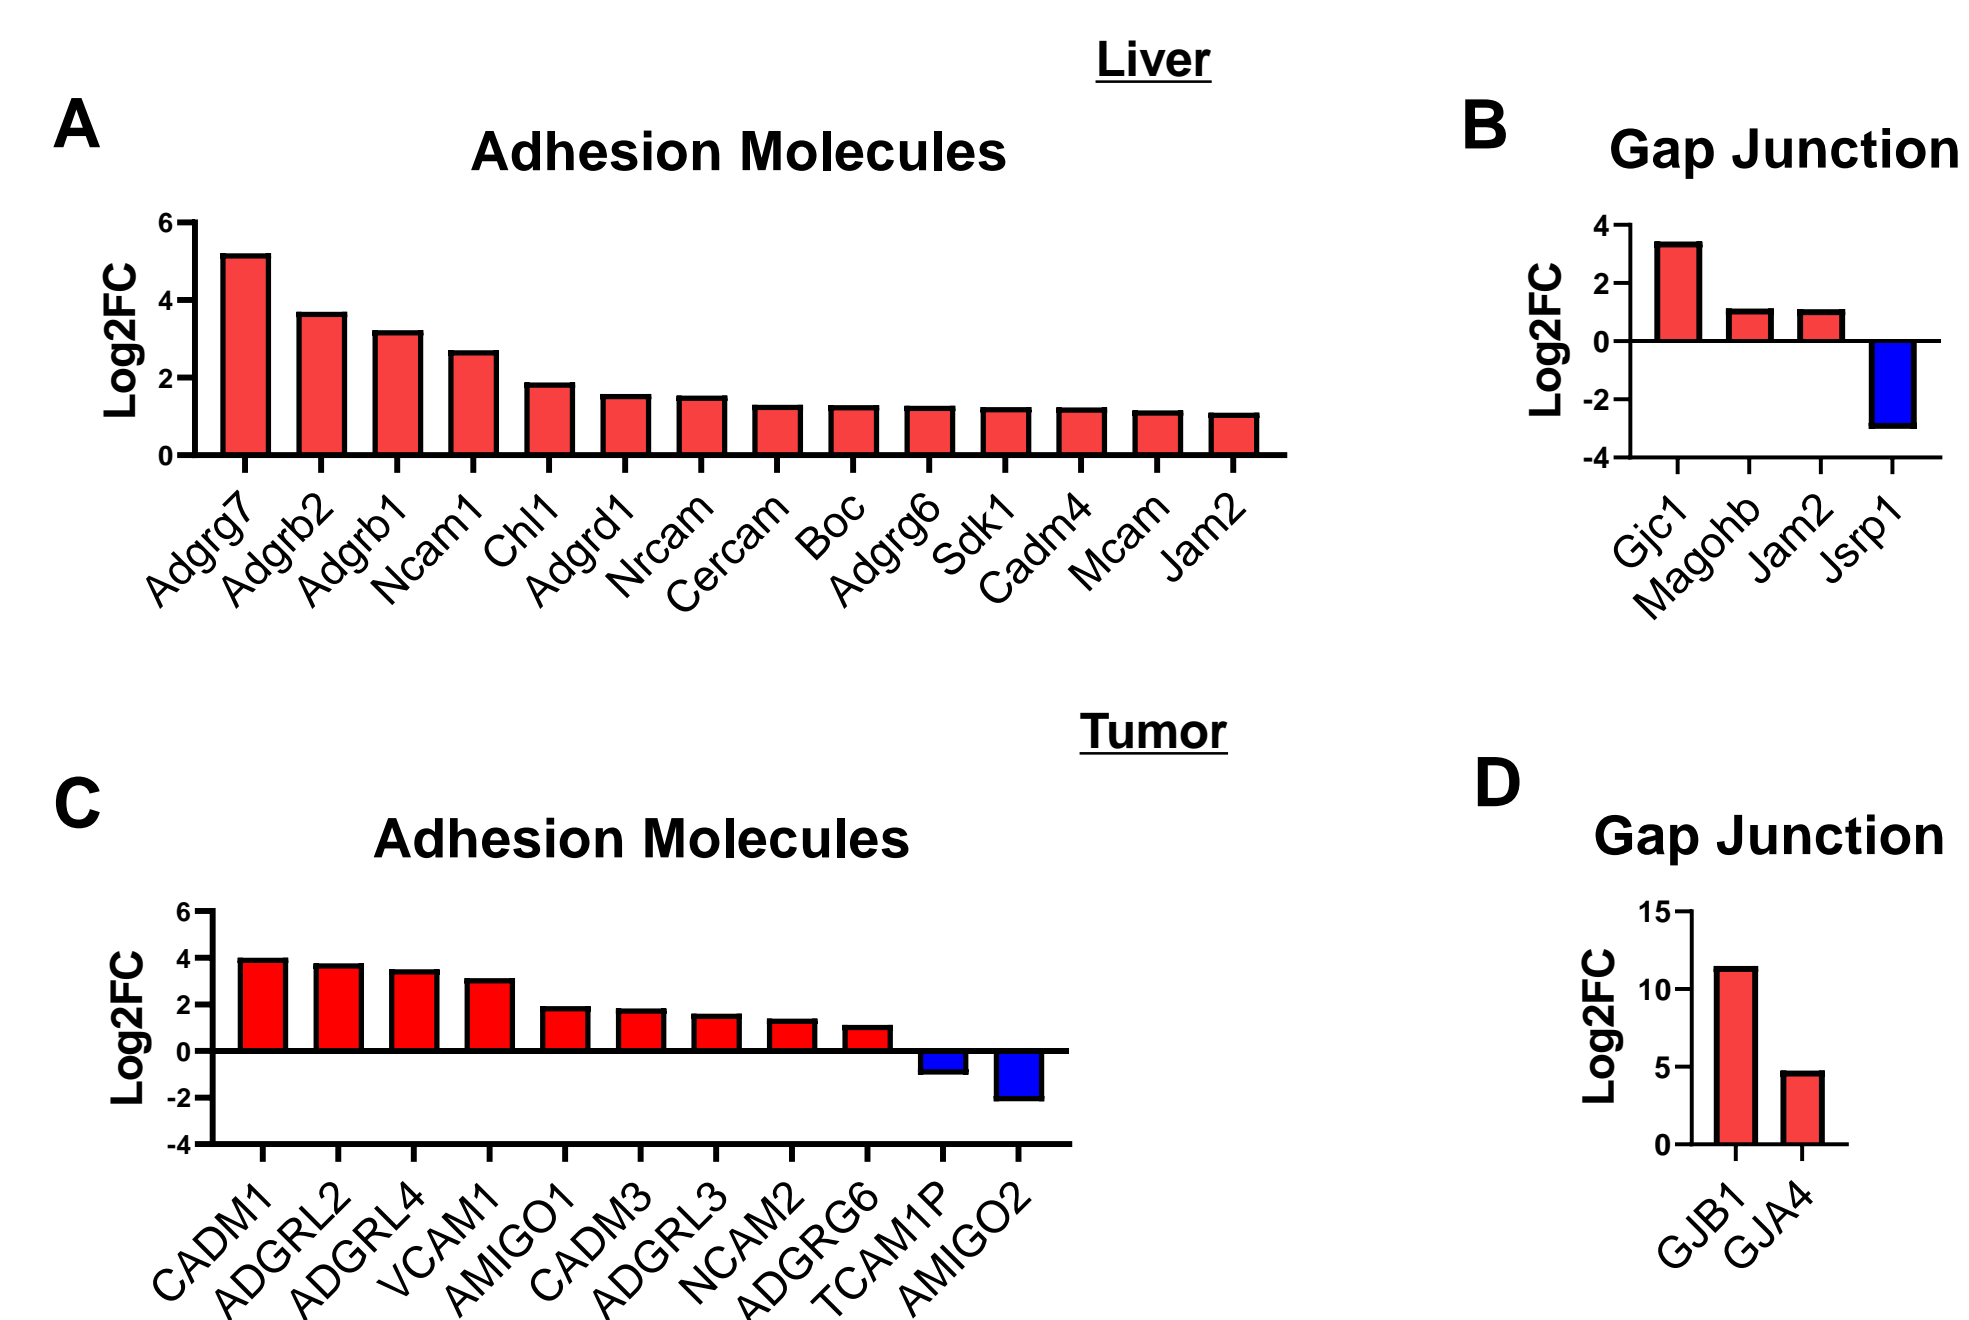 Liver
A
Adhesion Molecules
Log2FC
6
4
2
0
Adgrg7
Adgrb2
Adgrb1
Ncam1
Chl1
Adgrd1
Nrcam
Cercam
Boc
Adgrg6
Sdk1
Cadm4
Mcam
Jam2
B
Gap Junction
Log2FC
4
2
0
-2
-4
Gjc1
Magohb
Jam2
Jsrp1
Tumor
C
Adhesion Molecules
Log2FC
6
4
2
0
-2
-4
CADM1
ADGRL2
ADGRL4
VCAM1
AMIGO1
CADM3
ADGRL3
NCAM2
ADGRG6
TCAM1P
AMIGO2
D
Gap Junction
Log2FC
15
10
5
0
GJB1
GJA4